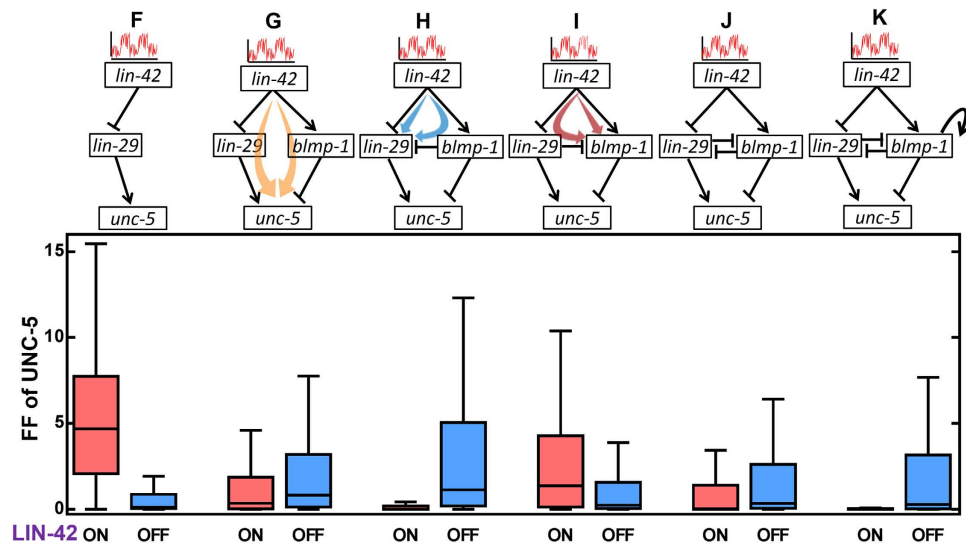 F G H I J K
lin-42 lin-42 lin-42 lin-42 lin-42 lin-42
lin-29 lin-29 blmp-1 lin-29 blmp-1 lin-29 blmp-1 lin-29 blmp-1 lin-29 blmp-1
unc-5 unc-5 unc-5 unc-5 unc-5 unc-5
FF of UNC-5
15
10
5
0
LIN-42 ON OFF ON OFF ON OFF ON OFF ON OFF ON OFF